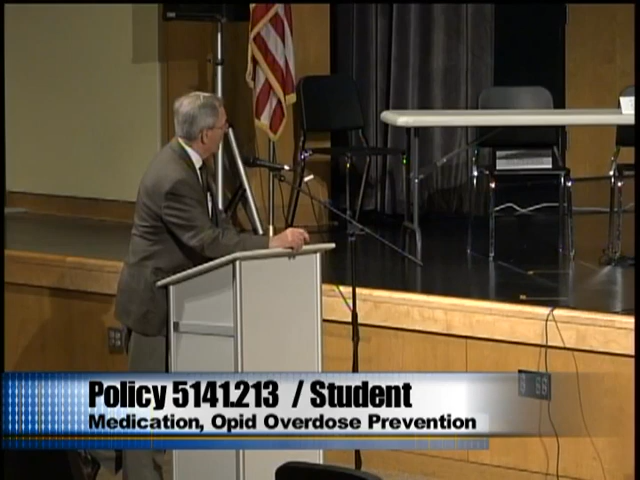 Policy 5141.213 / Student
Medication, Opid Overdose Prevention